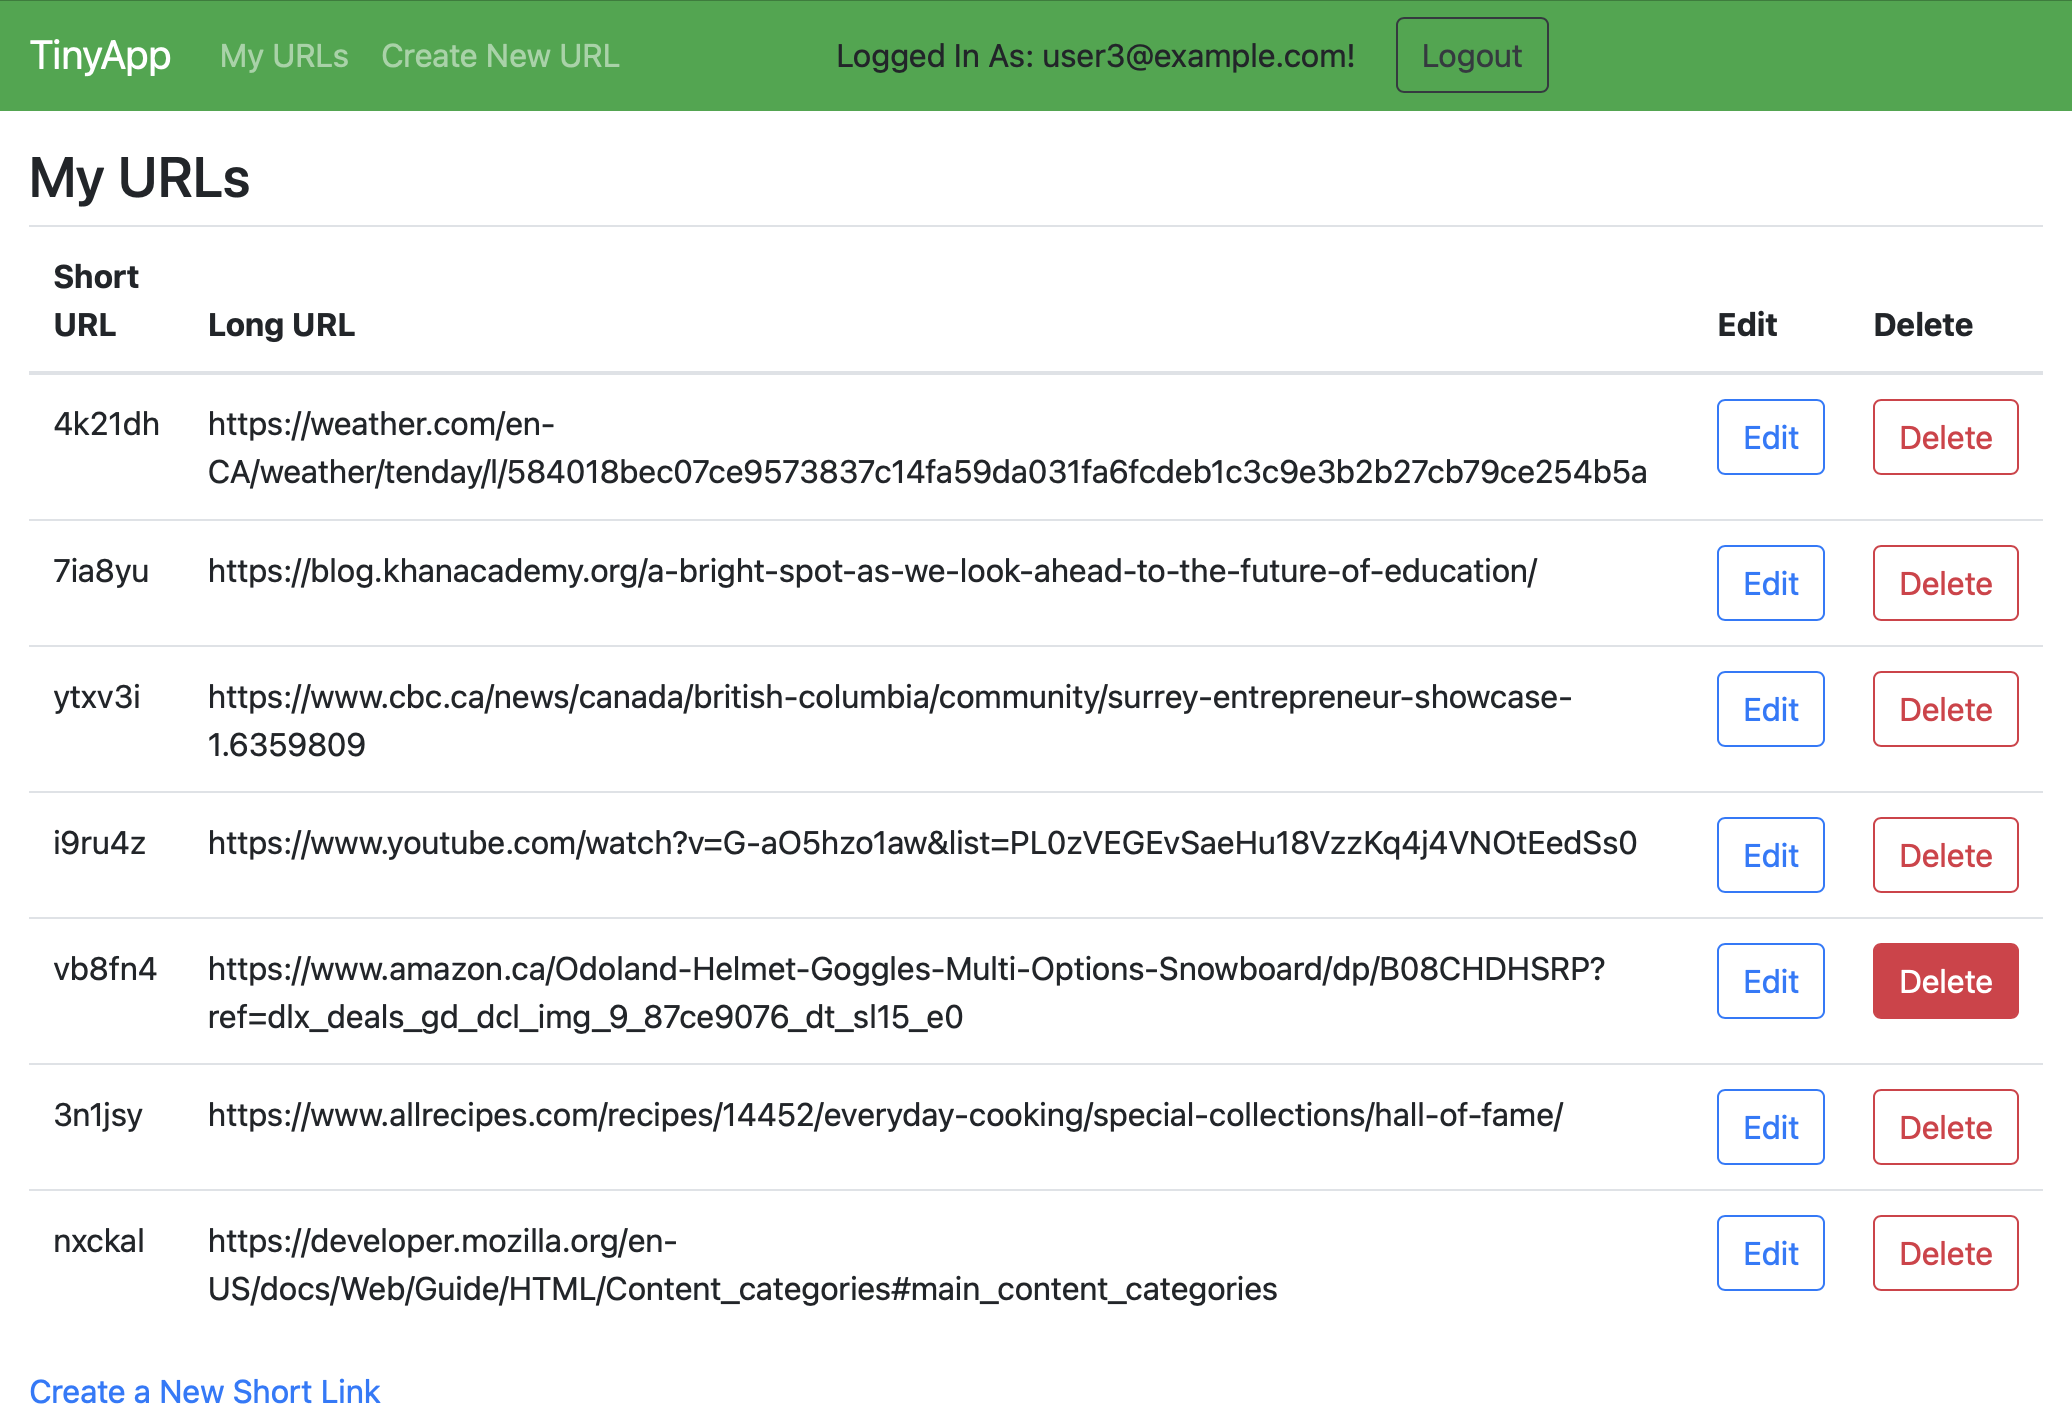 TinyApp My URLs Create New URL Logged In As: user3@example.com! Logout
My URLs
Short
URL Long URL Edit Delete
4k21dh https://weather.com/en- Edit Delete
CA/weather/tenday/l/584018bec07ce9573837c14fa59da031fa6fcdeb1c3c9e3b2b27cb79ce254b5a
7ia8yu https://blog.khanacademy.org/a-bright-spot-as-we-look-ahead-to-the-future-of-education/ Edit Delete
ytxv3i https://www.cbc.ca/news/canada/british-columbia/community/surrey-entrepreneur-showcase- Edit Delete
1.6359809
i9ru4z https://www.youtube.com/watch?v=G-aO5hzo1aw&list=PL0zVEGEvSaeHu18VzzKq4j4VNOtEedSs0 Edit Delete
vb8fn4 https://www.amazon.ca/Odoland-Helmet-Goggles-Multi-Options-Snowboard/dp/B08CHDHSRP? Edit Delete
ref=dlx_deals_gd_dcl_img_9_87ce9076_dt_sl15_e0
3n1jsy https://www.allrecipes.com/recipes/14452/everyday-cooking/special-collections/hall-of-fame/ Edit Delete
nxckal https://developer.mozilla.org/en- Edit Delete
US/docs/Web/Guide/HTML/Content_categories#main_content_categories
Create a New Short Link